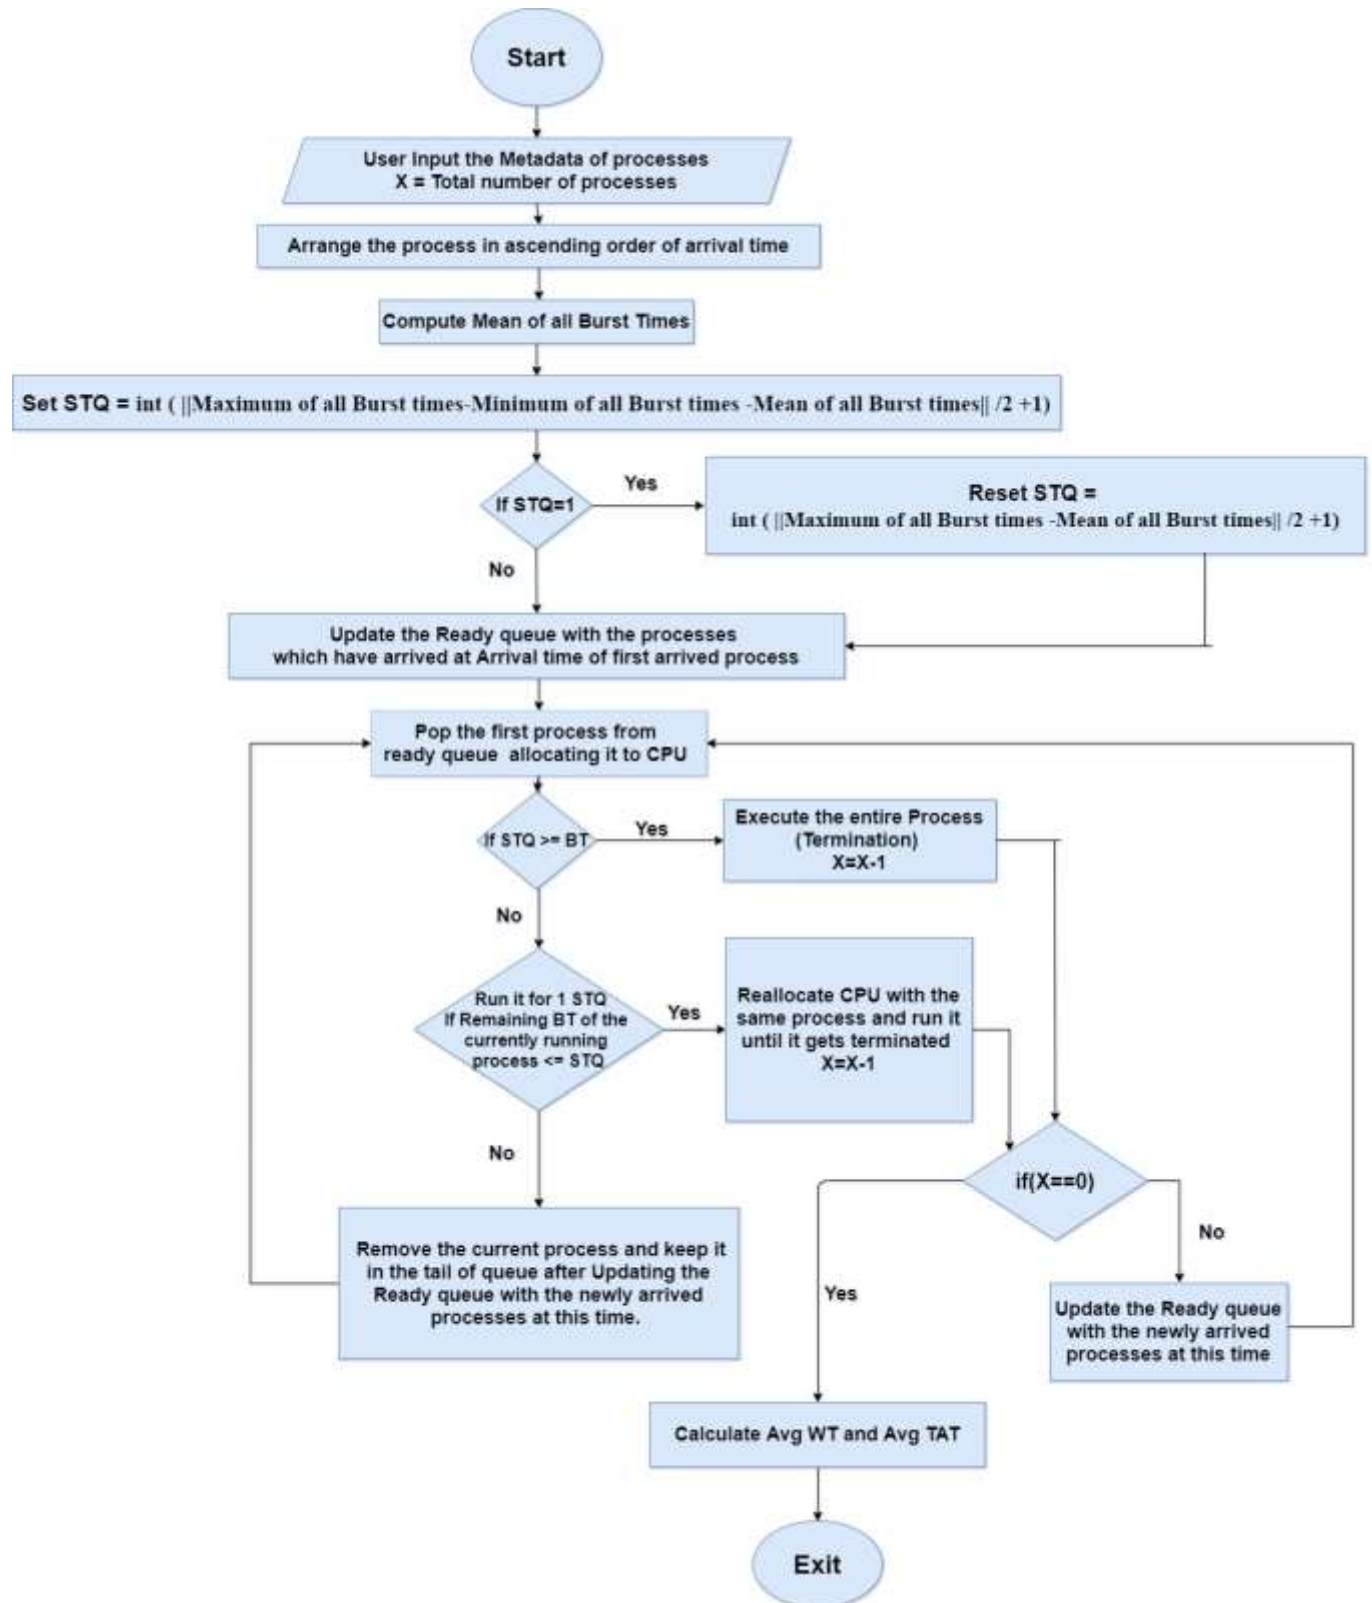 Start
User Input the Metadata of processes
X = Total number of processes
Arrange the process in ascending order of arrival time
Compute Mean of all Burst Times
Set STQ = int ( ||Maximum of all Burst times-Minimum of all Burst times -Mean of all Burst times|| /2 +1)
If STQ=1
Yes
Reset STQ =
int ( ||Maximum of all Burst times -Mean of all Burst times|| /2 +1)
No
Update the Ready queue with the processes
which have arrived at Arrival time of first arrived process
Pop the first process from
ready queue allocating it to CPU
If STQ >= BT
Yes
Execute the entire Process
(Termination)
X=X-1
No
Run it for 1 STQ
If Remaining BT of the
currently running
process <= STQ
Yes
Reallocate CPU with the
same process and run it
until it gets terminated
X=X-1
No
if(X==0)
No
Remove the current process and keep it
in the tail of queue after Updating the
Ready queue with the newly arrived
processes at this time.
Yes
Update the Ready queue
with the newly arrived
processes at this time
Calculate Avg WT and Avg TAT
Exit